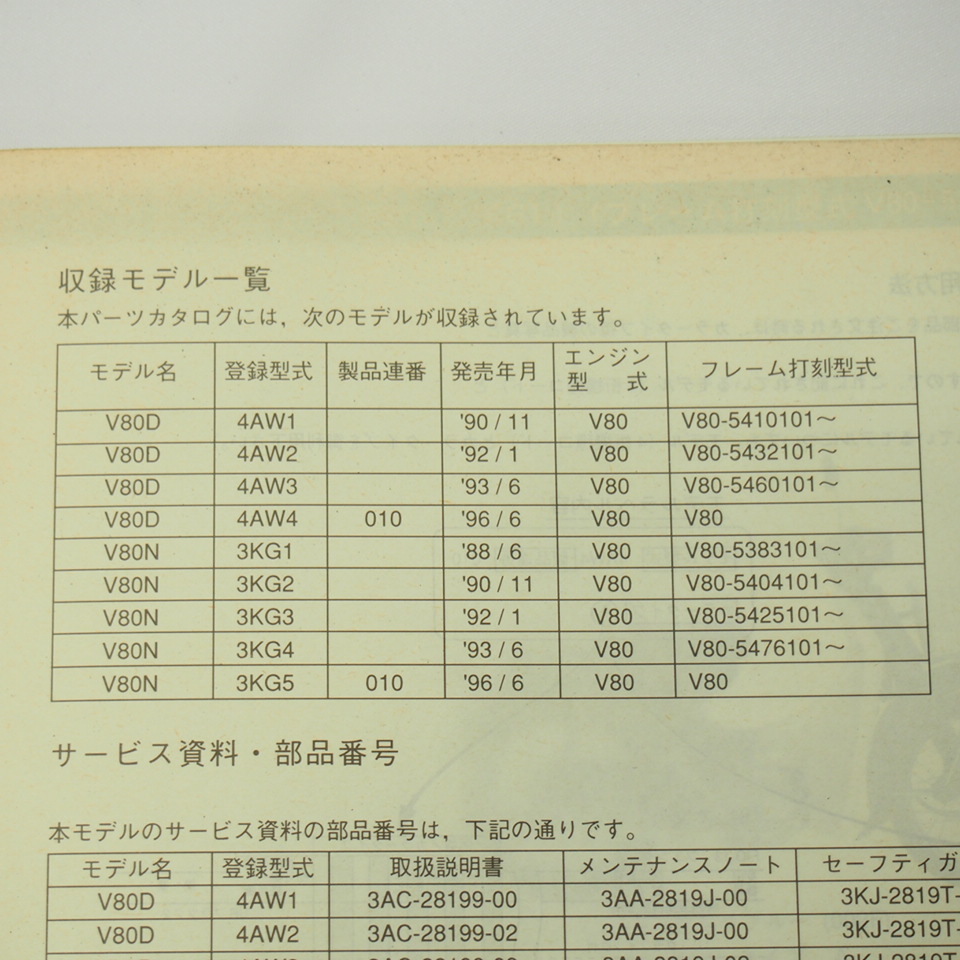 収録モデル一覧
本パーツカタログには，次のモデルが収録されています。
モデル名 登録型式 製品連番 発売年月 エンジン型式 フレーム打刻型式
V80D 4AW1 '90 / 11 V80 V80-5410101～
V80D 4AW2 '92 / 1 V80 V80-5432101～
V80D 4AW3 '93 / 6 V80 V80-5460101～
V80D 4AW4 010 '96 / 6 V80 V80
V80N 3KG1 '88 / 6 V80 V80-5383101～
V80N 3KG2 '90 / 11 V80 V80-5404101～
V80N 3KG3 '92 / 1 V80 V80-5425101～
V80N 3KG4 '93 / 6 V80 V80-5476101～
V80N 3KG5 010 '96 / 6 V80 V80
サービス資料・部品番号
本モデルのサービス資料の部品番号は，下記の通りです。
モデル名 登録型式 取扱説明書 メンテナンスノート セーフティガ
V80D 4AW1 3AC-28199-00 3AA-2819J-00 3KJ-2819T-
V80D 4AW2 3AC-28199-02 3AA-2819J-00 3KJ-2819T-